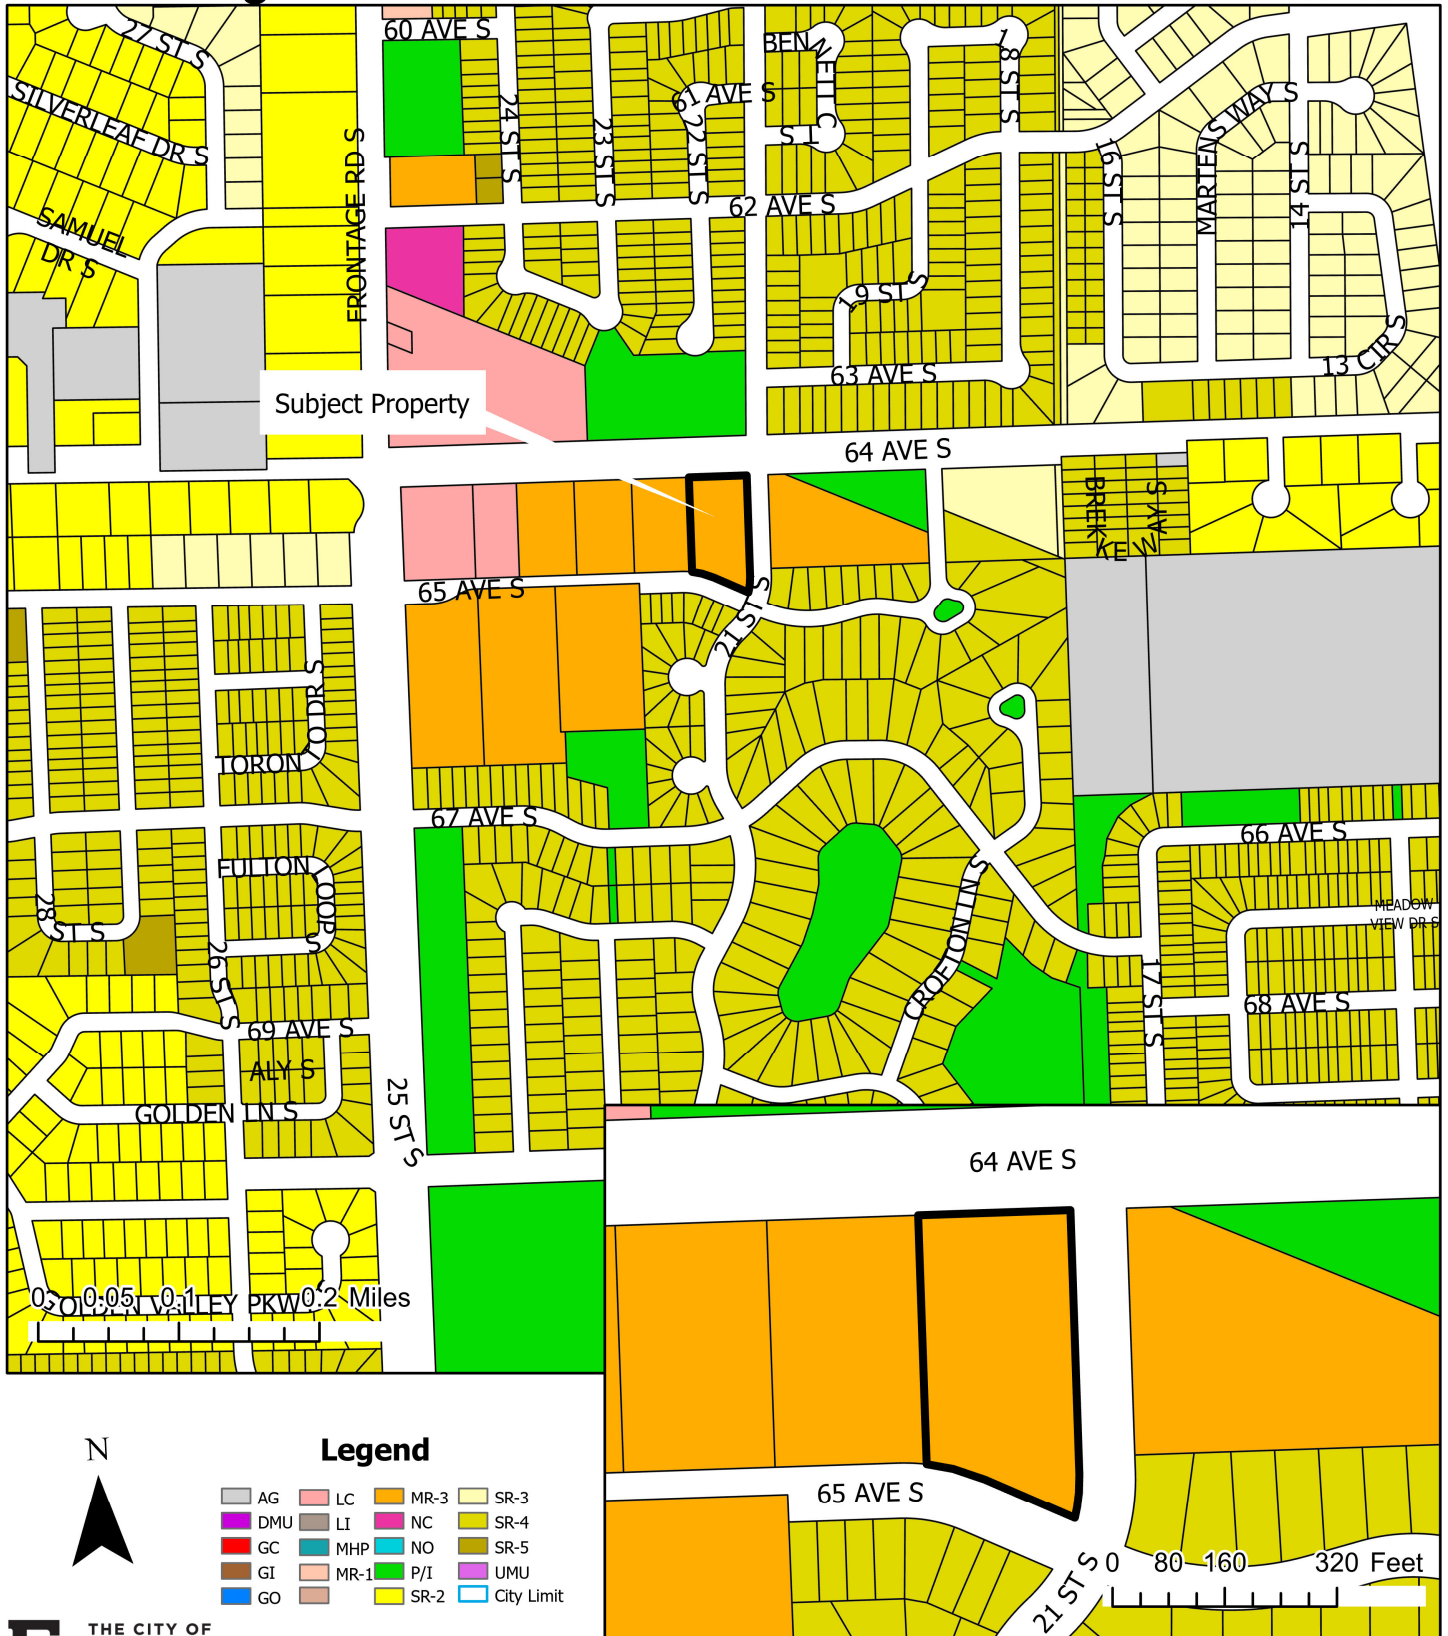 27 ST S
60 AVE S
BENNETT CT S
18 ST S
SILVERLEAF DR S
24 ST S
23 ST S
61 AVE S
22 ST S
16 ST S
MARTENS WAY S
14 ST S
FRONTAGE RD S
62 AVE S
SAMUEL
DR S
19 ST S
13 CIR S
63 AVE S
Subject Property
64 AVE S
BREKKE WAY S
65 AVE S
21 ST S
TORONTO DR S
67 AVE S
66 AVE S
FULTON LOOP S
28 ST S
CROFTON LN S
MEADOW
VIEW DR S
26 ST S
17 ST S
68 AVE S
69 AVE S
ALY S
GOLDEN LN S
25 ST S
GOLDEN VALLEY PKW S
0 0.05 0.1 0.2 Miles
64 AVE S
65 AVE S
21 ST S
0 80 160 320 Feet
N
Legend
AG LC MR-3 SR-3
DMU LI NC SR-4
GC MHP NO SR-5
GI MR-1 P/I UMU
GO SR-2 City Limit
THE CITY OF